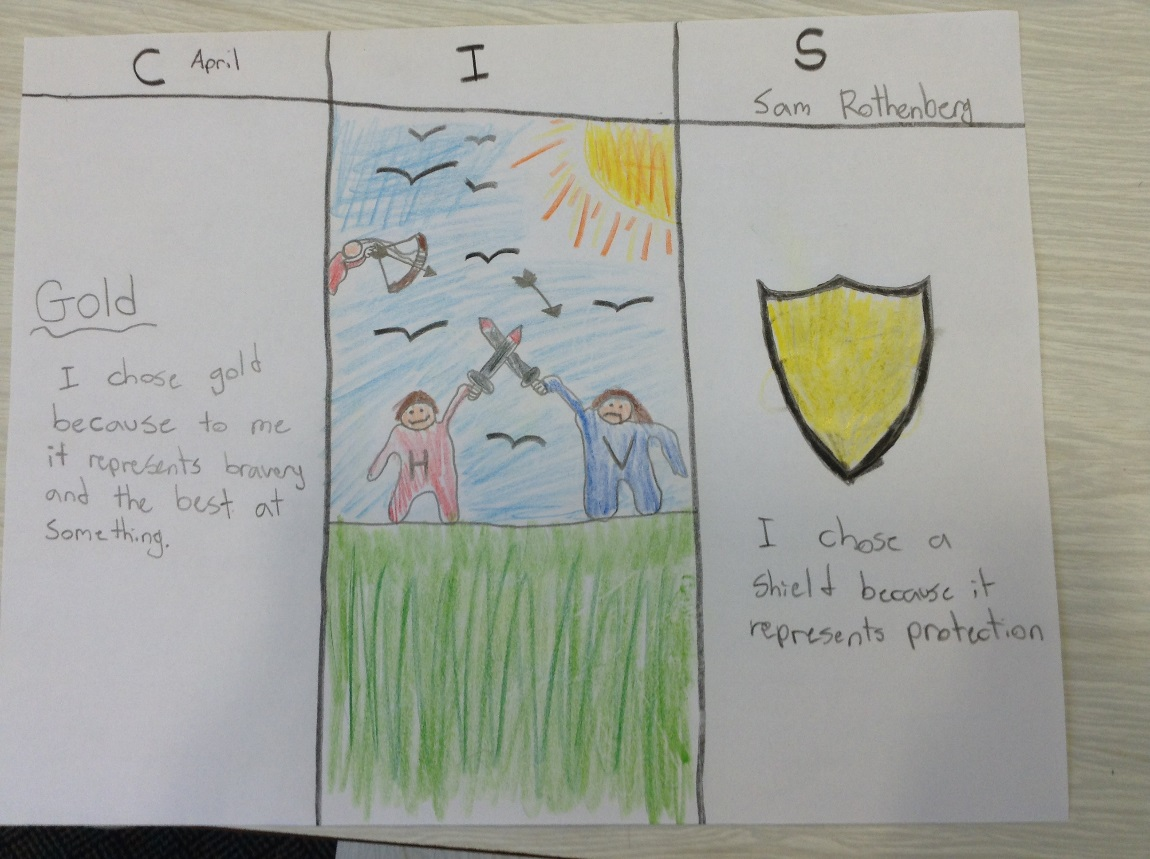 C April
I
S
Sam Rothenberg
Gold
I chose gold
because to me
it represents bravery
and the best at
something.
H
V
I chose a
shield because it
represents protection